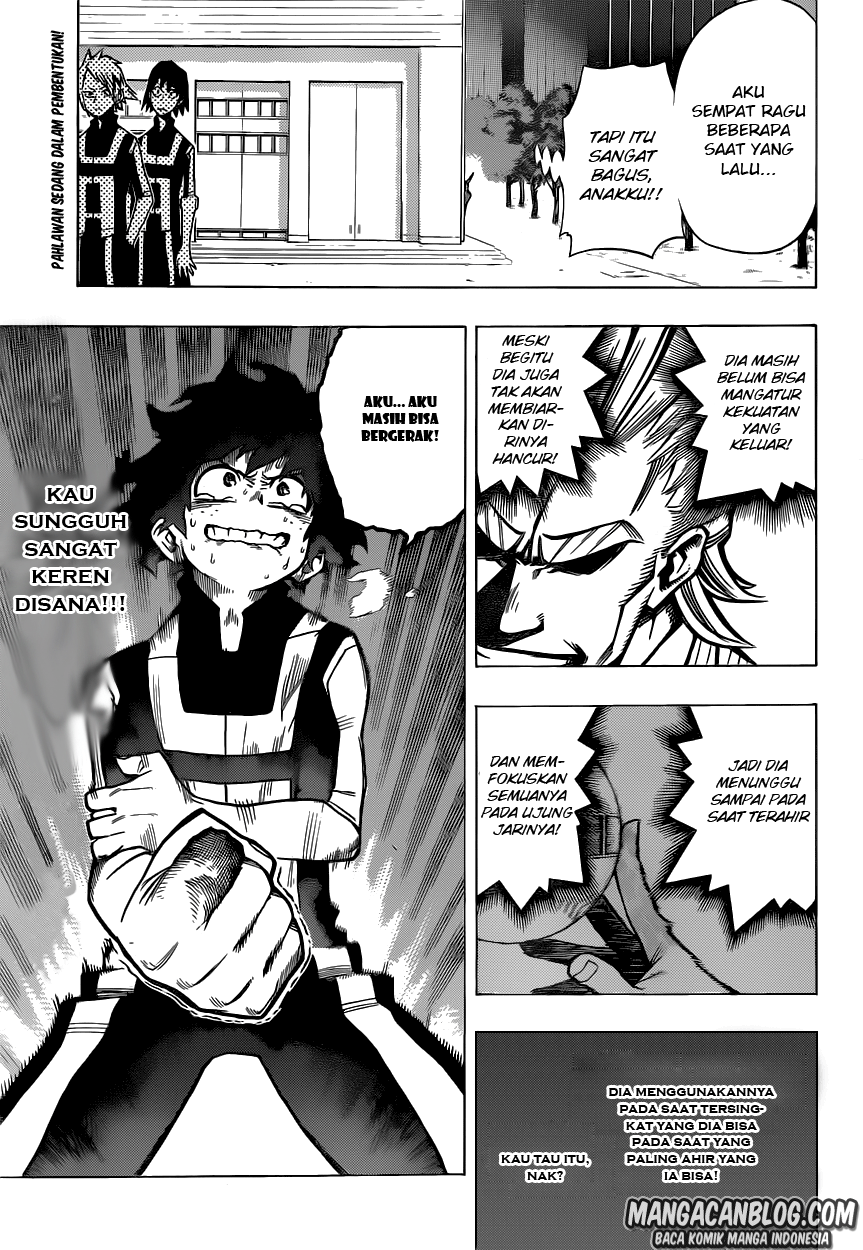 AKU
SEMPAT RAGU
BEBERAPA
SAAT YANG
LALU...
TAPI ITU
SANGAT
BAGUS,
ANAKKU!!
PAHLAWAN SEDANG DALAM PEMBENTUKAN!
DIA MASIH
BELUM BISA
MANGATUR
KEKUATAN
YANG
KELUAR!
MESKI
BEGITU
DIA JUGA
TAK AKAN
MEMBIAR-
KAN DI-
RINYA
HANCUR!
JADI DIA
MENUNGGU
SAMPAI PADA
SAAT TERAHIR
DAN MEM-
FOKUSKAN
SEMUANYA
PADA UJUNG
JARINYA!
DIA MENGGUNAKANNYA
PADA SAAT TERSING-
KAT YANG DIA BISA
PADA SAAT YANG
PALING AHIR YANG
IA BISA!
KAU TAU ITU,
NAK?
AKU... AKU
MASIH BISA
BERGERAK!
KAU
SUNGGUH
SANGAT
KEREN
DISANA!!!
MANGACANBLOG.COM
BACA KOMIK MANGA INDONESIA